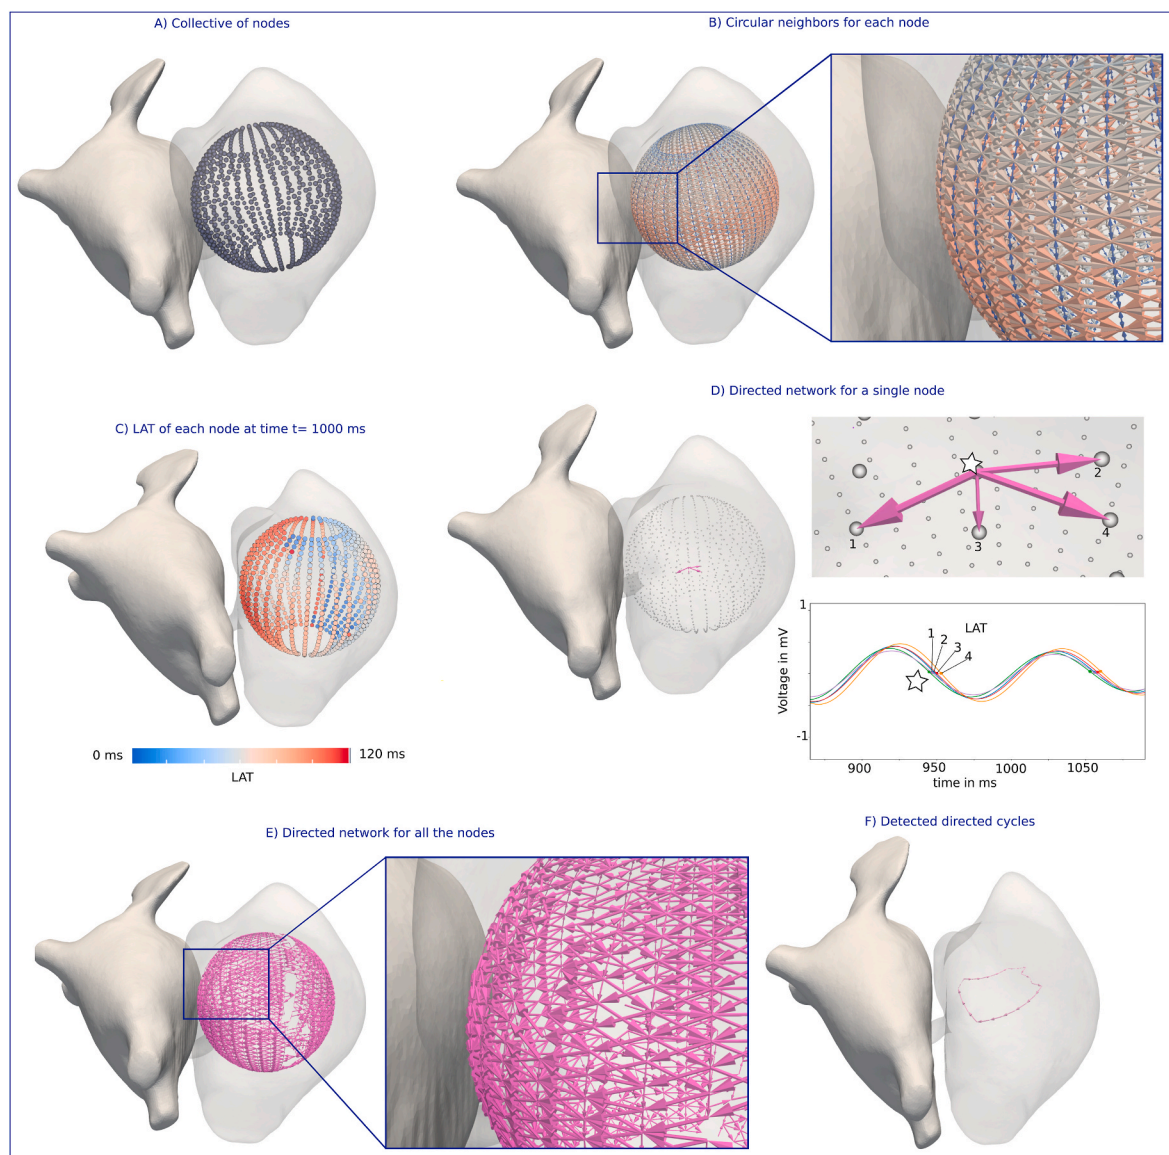 A) Collective of nodes
B) Circular neighbors for each node
C) LAT of each node at time t= 1000 ms
0 ms
120 ms
LAT
D) Directed network for a single node
1
2
3
4
1
-1
Voltage in mV
LAT
1
2
3
4
900
950
1000
1050
time in ms
E) Directed network for all the nodes
F) Detected directed cycles